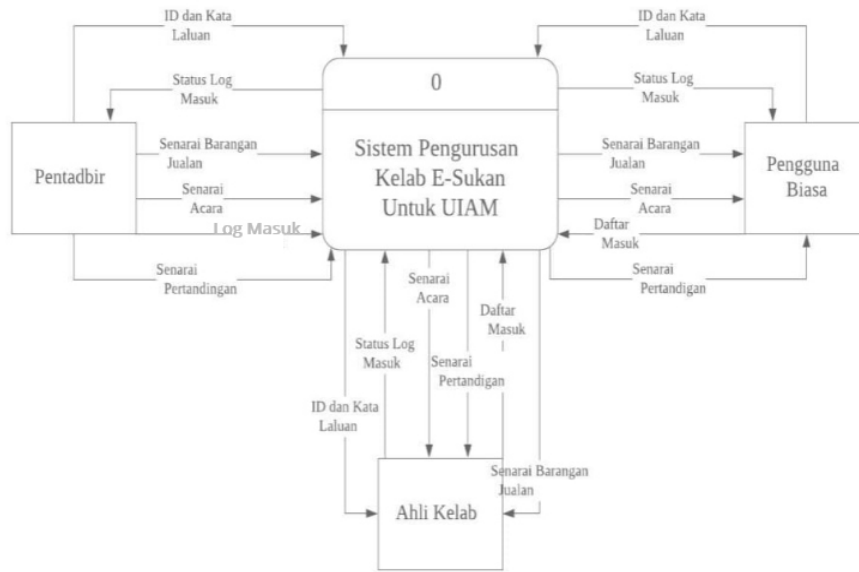 ID dan Kata
Laluan
ID dan Kata
Laluan
Status Log
Masuk
0
Status Log
Masuk
Pentadbir
Senarai Barangan
Jualan
Senarai
Acara
Log Masuk
Senarai
Pertandingan
Sistem Pengurusan
Kelab E-Sukan
Untuk UIAM
Senarai Barangan
Jualan
Senarai
Acara
Daftar
Masuk
Senarai
Pertandigan
Pengguna
Biasa
Senarai
Acara
Daftar
Masuk
Status Log
Masuk
Senarai
Pertandigan
ID dan Kata
Laluan
Senarai Barangan
Jualan
Ahli Kelab